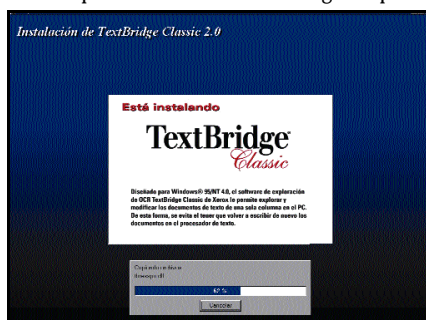 Instalación de TextBridge Classic 2.0
Está instalando
TextBridge
Classic
Diseñado para Windows® 95/NT 4.0, el software de exploración
de OCR TextBridge Classic de Xerox le permite explorar y
modificar los documentos de texto de una sola columna en el PC.
De esta forma, se evita el tener que volver a escribir de nuevo los
documentos en el procesador de texto.
62 %
Cancelar